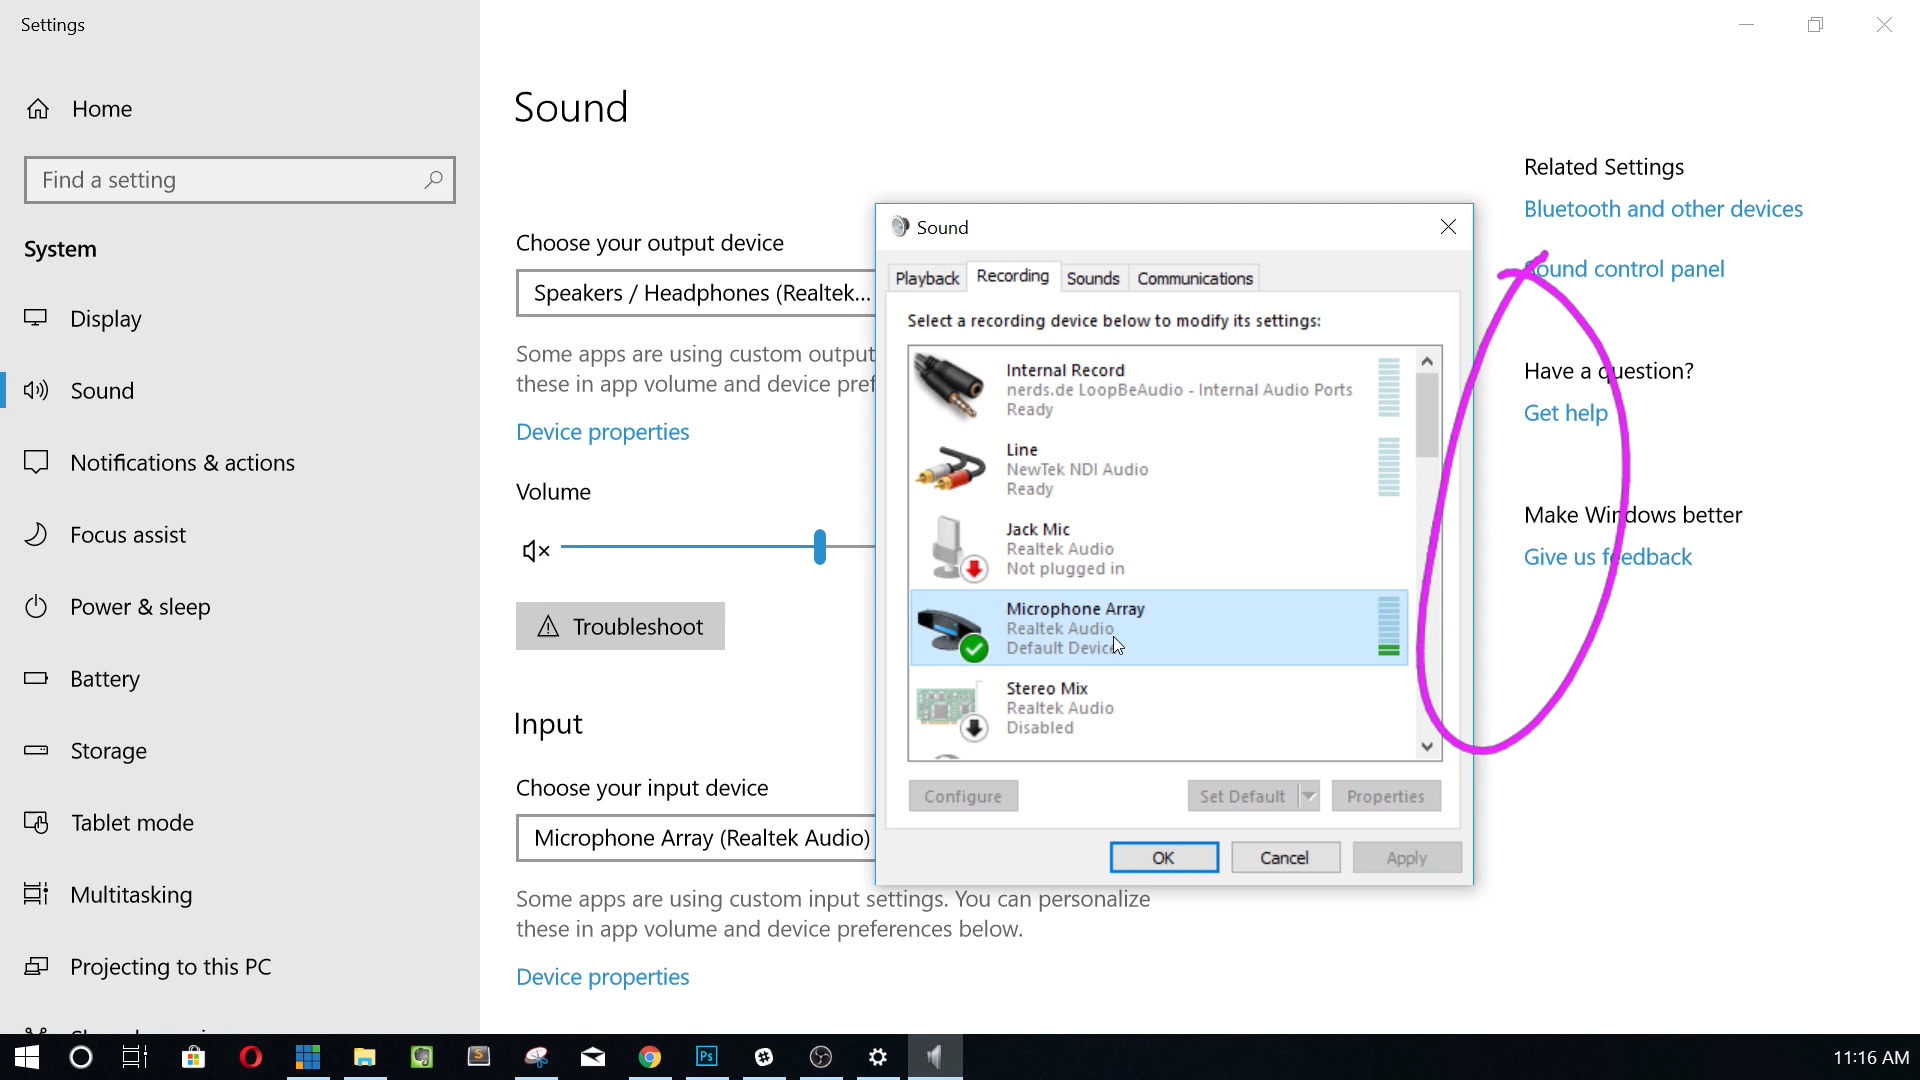 Settings
Home
Find a setting
System
Display
Sound
Notifications & actions
Focus assist
Power & sleep
Battery
Storage
Tablet mode
Multitasking
Projecting to this PC
Sound
Choose your output device
Speakers / Headphones (Realtek...
Some apps are using custom output
these in app volume and device pref
Device properties
Volume
Troubleshoot
Input
Choose your input device
Microphone Array (Realtek Audio)
Some apps are using custom input settings. You can personalize
these in app volume and device preferences below.
Device properties
Sound
Playback
Recording
Sounds
Communications
Select a recording device below to modify its settings:
Internal Record
nerds.de LoopBeAudio - Internal Audio Ports
Ready
Line
NewTek NDI Audio
Ready
Jack Mic
Realtek Audio
Not plugged in
Microphone Array
Realtek Audio
Default Device
Stereo Mix
Realtek Audio
Disabled
Configure
Set Default
Properties
OK
Cancel
Apply
Related Settings
Bluetooth and other devices
Sound control panel
Have a question?
Get help
Make Windows better
Give us feedback
Ps
11:16 AM